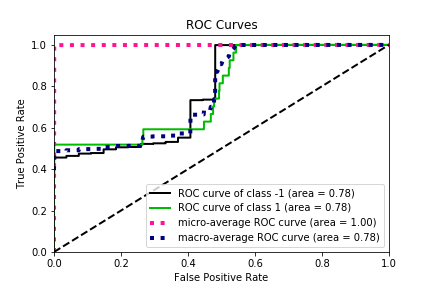 ROC Curves
True Positive Rate
1.0
0.8
0.6
0.4
0.2
0.0
ROC curve of class -1 (area = 0.78)
ROC curve of class 1 (area = 0.78)
micro-average ROC curve (area = 1.00)
macro-average ROC curve (area = 0.78)
0.0 0.2 0.4 0.6 0.8 1.0
False Positive Rate